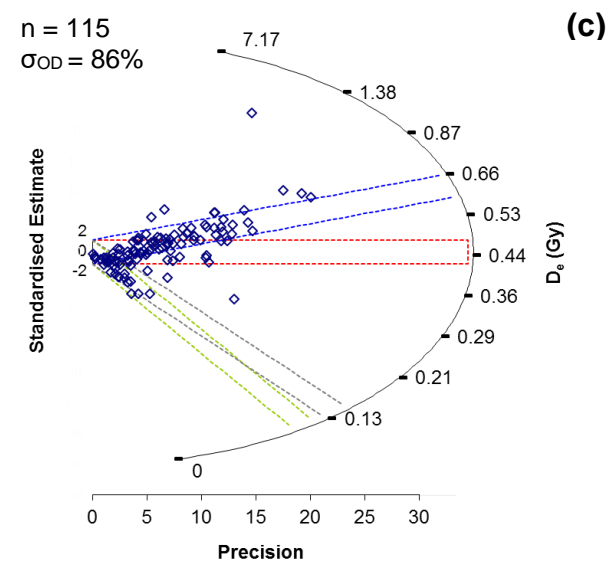 n = 115
(c)
σOD = 86%
7.17
1.38
0.87
0.66
0.53
0.44
0.36
0.29
0.21
0.13
0
De (Gy)
Standardised Estimate
2
0
-2
0 5 10 15 20 25 30
Precision